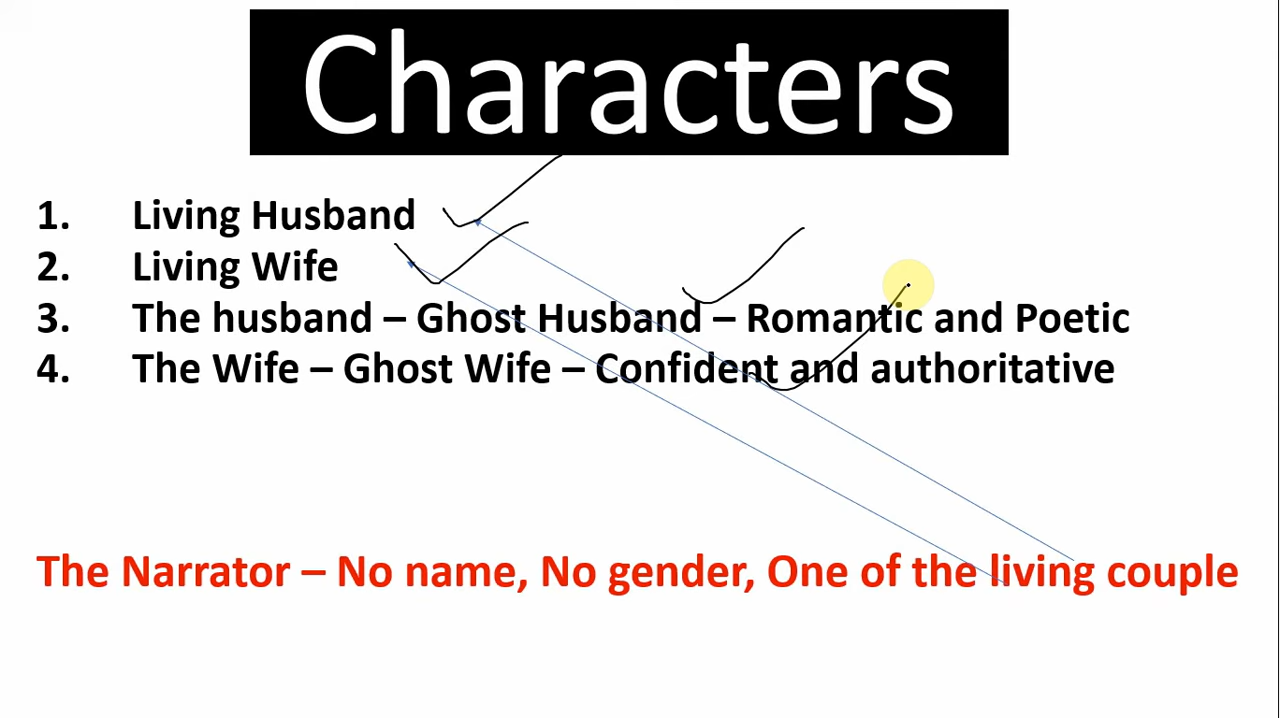 Characters
1. Living Husband
2. Living Wife
3. The husband – Ghost Husband – Romantic and Poetic
4. The Wife – Ghost Wife – Confident and authoritative
The Narrator – No name, No gender, One of the living couple